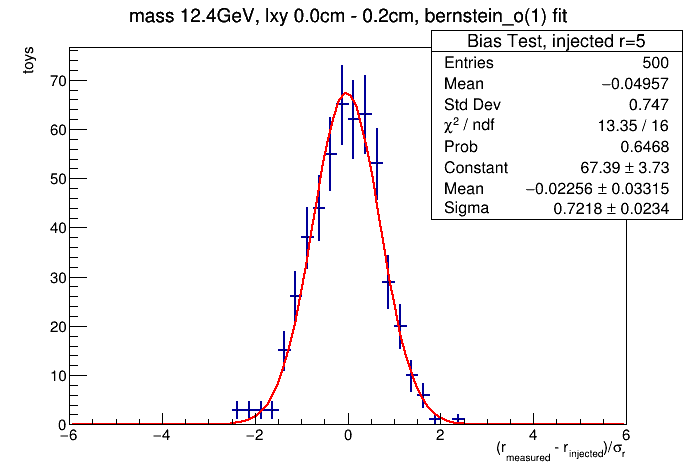 mass 12.4GeV, lxy 0.0cm - 0.2cm, bernstein_o(1) fit
toys
Bias Test, injected r=5
Entries 500
Mean −0.04957
Std Dev 0.747
χ² / ndf 13.35 / 16
Prob 0.6468
Constant 67.39 ± 3.73
Mean −0.02256 ± 0.03315
Sigma 0.7218 ± 0.0234
70
60
50
40
30
20
10
0
−6 −4 −2 0 2 4 6
(r_measured - r_injected)/σ_r